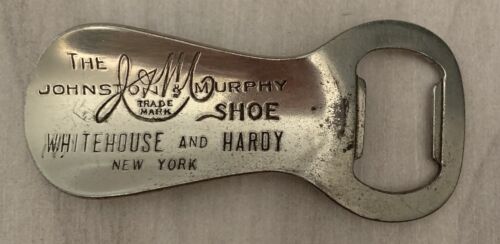 THE
JOHNSTON & MURPHY
J & M
TRADE
MARK
SHOE
WHITEHOUSE AND HARDY
NEW YORK